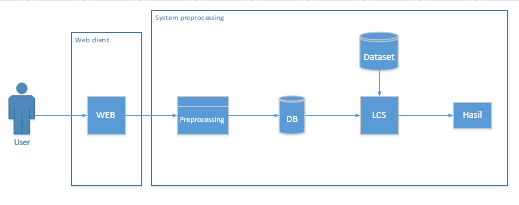 System preprocessing
Web client
Dataset
WEB
Preprocessing
DB
LCS
Hasil
User